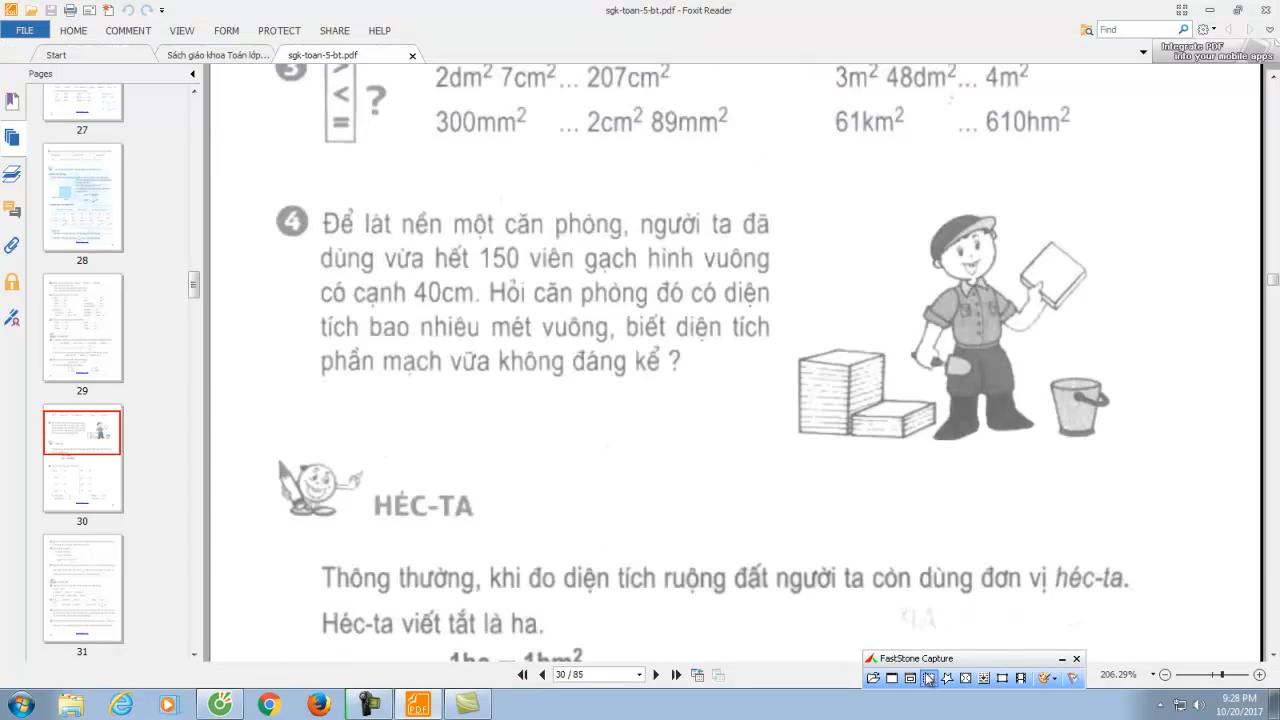 sgk-toan-5-bt.pdf - Foxit Reader
FILE HOME COMMENT VIEW FORM PROTECT SHARE HELP
Find
Start Sách giáo khoa Toán lớp... sgk-toan-5-bt.pdf
Integrate PDF
into your mobile apps
Pages
27
28
29
30
31
3 > < = ?
2dm² 7cm² ... 207cm² 3m² 48dm² ... 4m²
300mm² ... 2cm² 89mm² 61km² ... 610hm²
4 Để lát nền một căn phòng, người ta đã
dùng vừa hết 150 viên gạch hình vuông
có cạnh 40cm. Hỏi căn phòng đó có diện
tích bao nhiêu mét vuông, biết diện tích
phần mạch vữa không đáng kể ?
HÉC-TA
Thông thường, khi đo diện tích ruộng đất người ta còn dùng đơn vị héc-ta.
Héc-ta viết tắt là ha.
1ha = 1hm²
FastStone Capture
30 / 85
206.29%
9:28 PM
10/20/2017